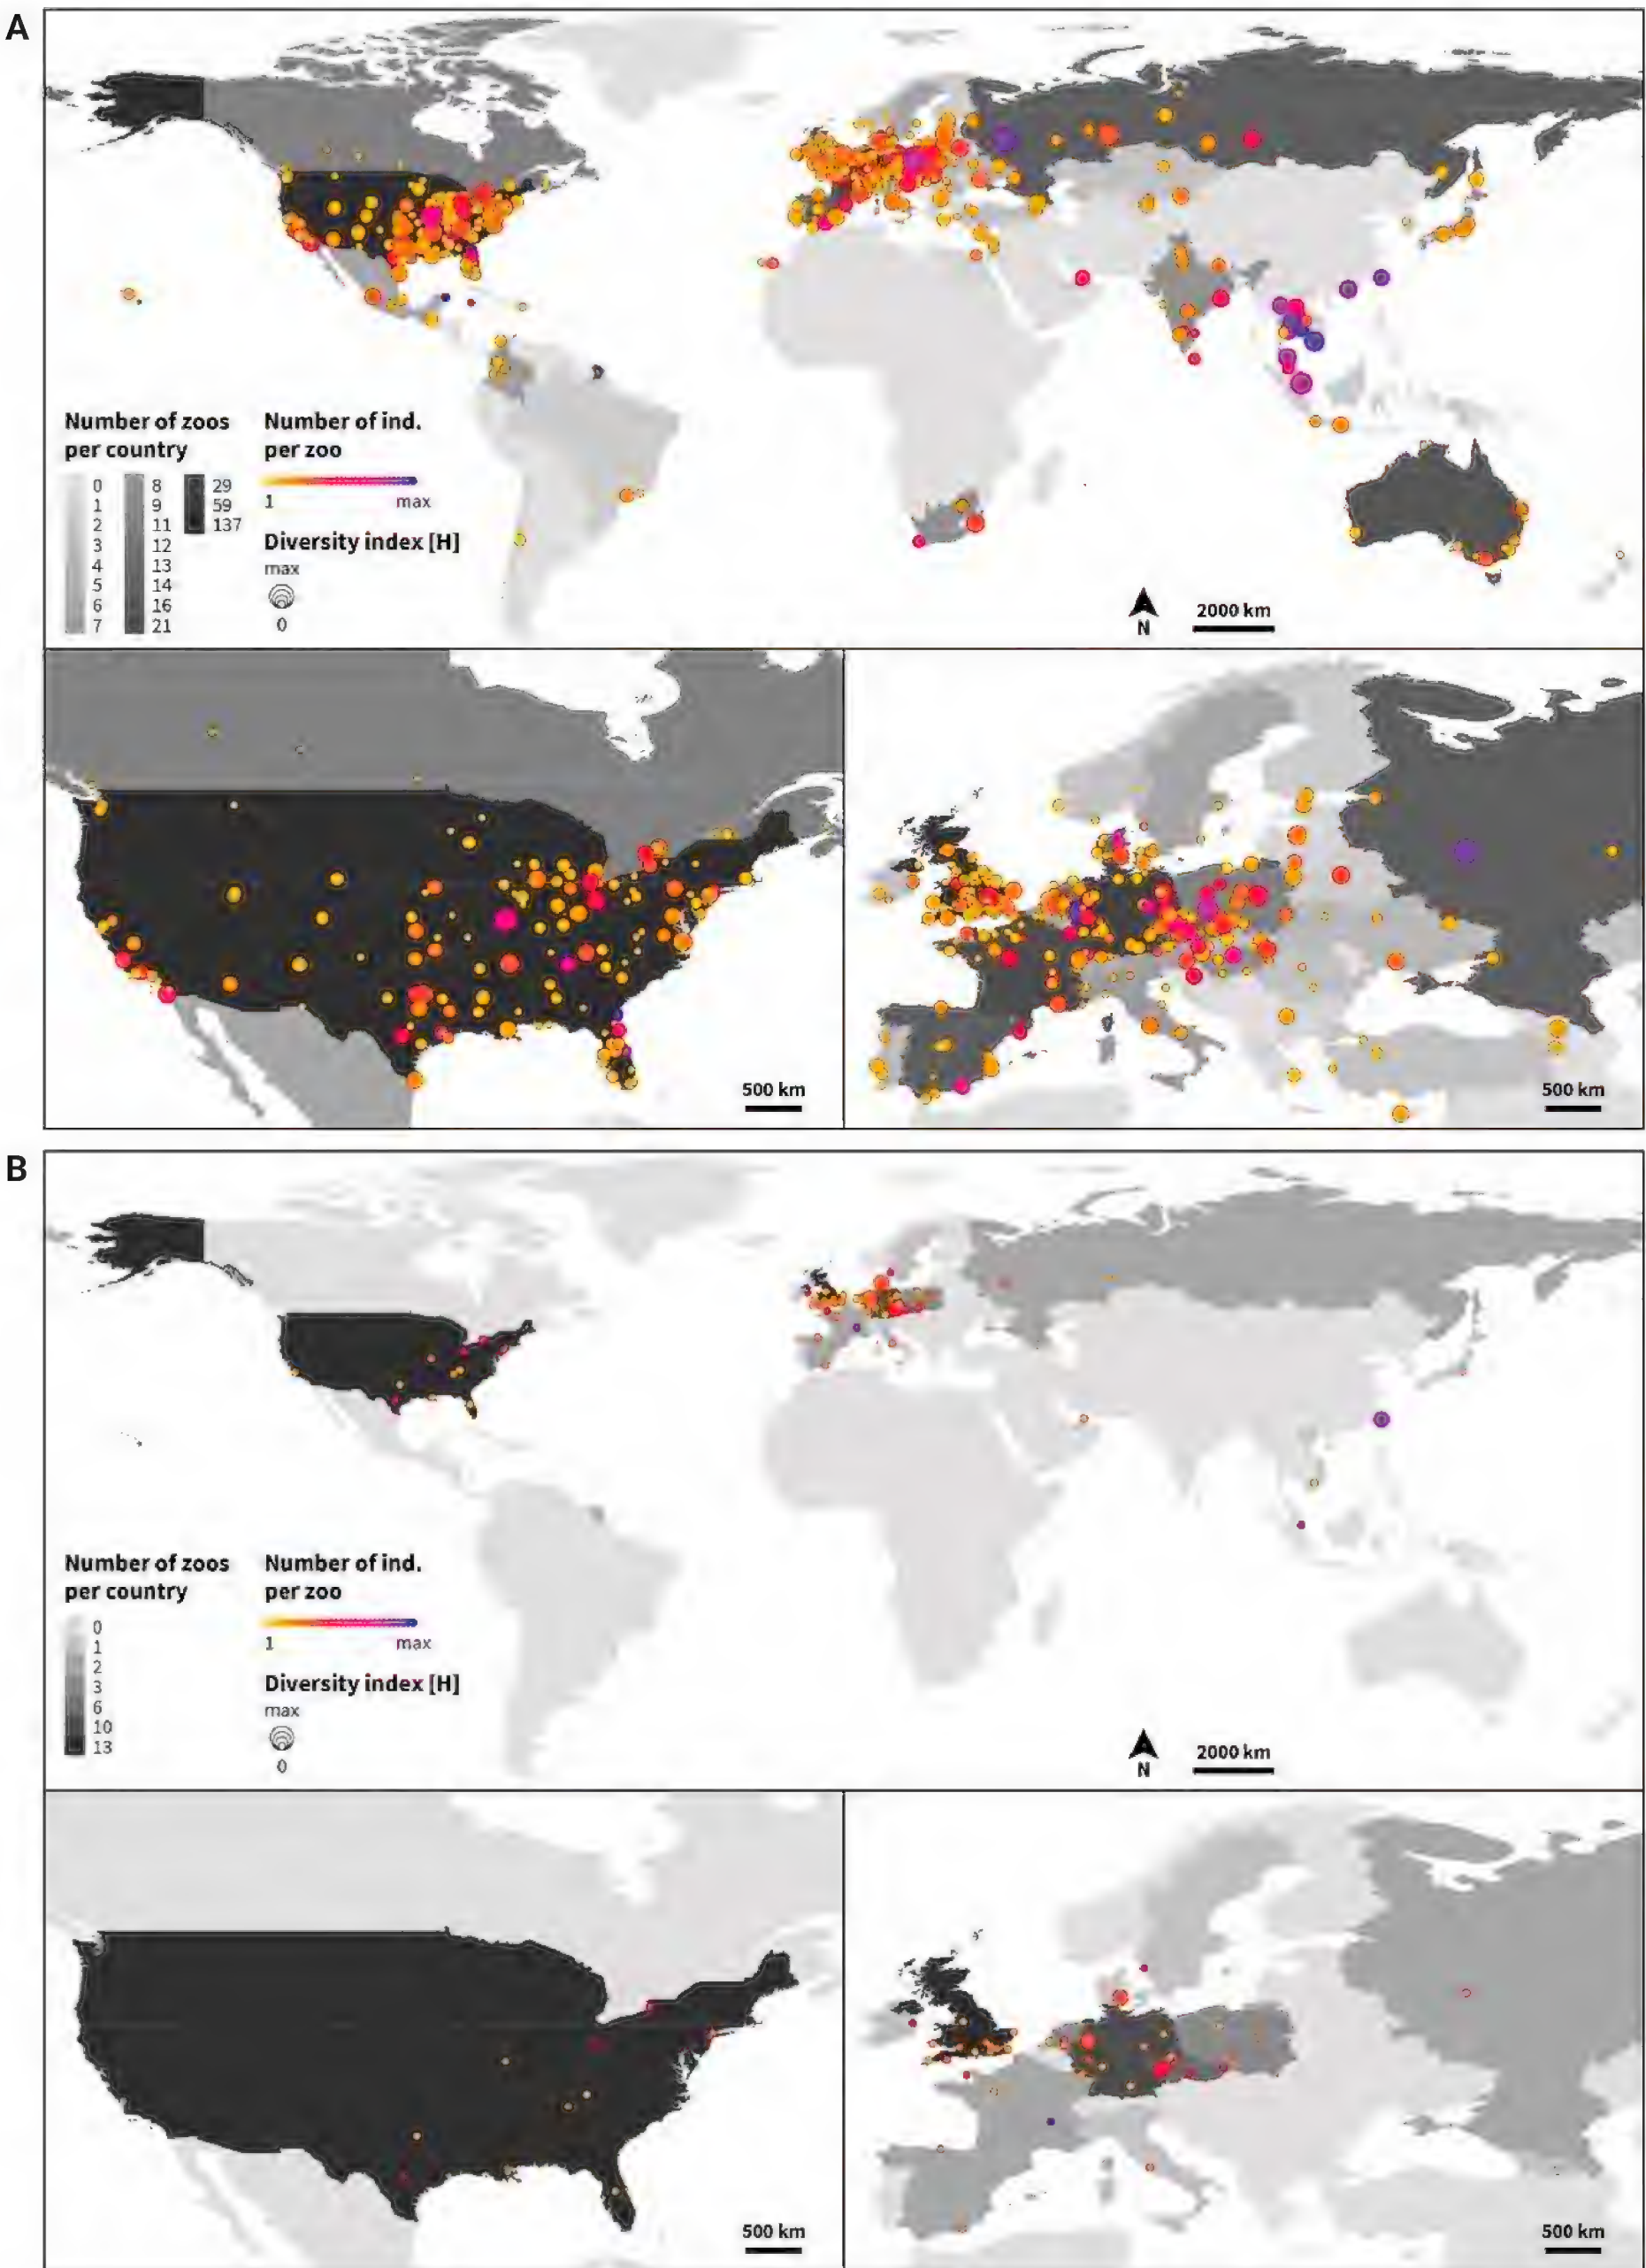 A
Number of zoos
per country
0
1
2
3
4
5
6
7
8
9
11
12
13
14
16
21
29
59
137
Number of ind.
per zoo
1 max
Diversity index [H]
max
0
N
2000 km
500 km
500 km
B
Number of zoos
per country
0
1
2
3
6
10
13
Number of ind.
per zoo
1 max
Diversity index [H]
max
0
N
2000 km
500 km
500 km